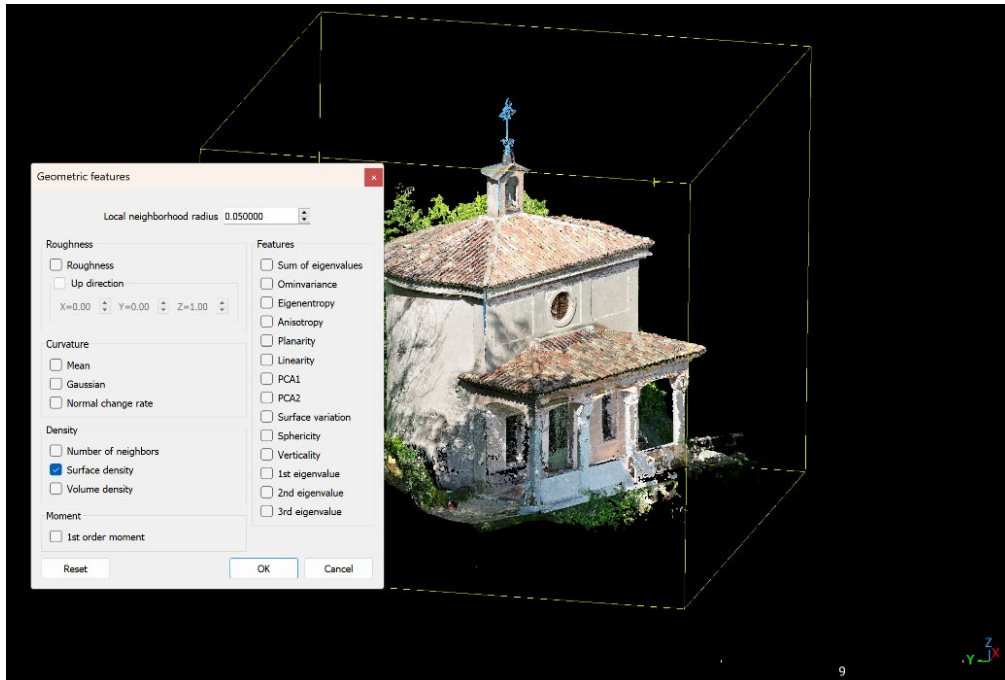 Geometric features
Local neighborhood radius 0.050000
Roughness
Roughness
Up direction
X=0.00 Y=0.00 Z=1.00
Curvature
Mean
Gaussian
Normal change rate
Density
Number of neighbors
Surface density
Volume density
Moment
1st order moment
Features
Sum of eigenvalues
Ominvariance
Eigenentropy
Anisotropy
Planarity
Linearity
PCA1
PCA2
Surface variation
Sphericity
Verticality
1st eigenvalue
2nd eigenvalue
3rd eigenvalue
Reset OK Cancel
Z
Y X
9